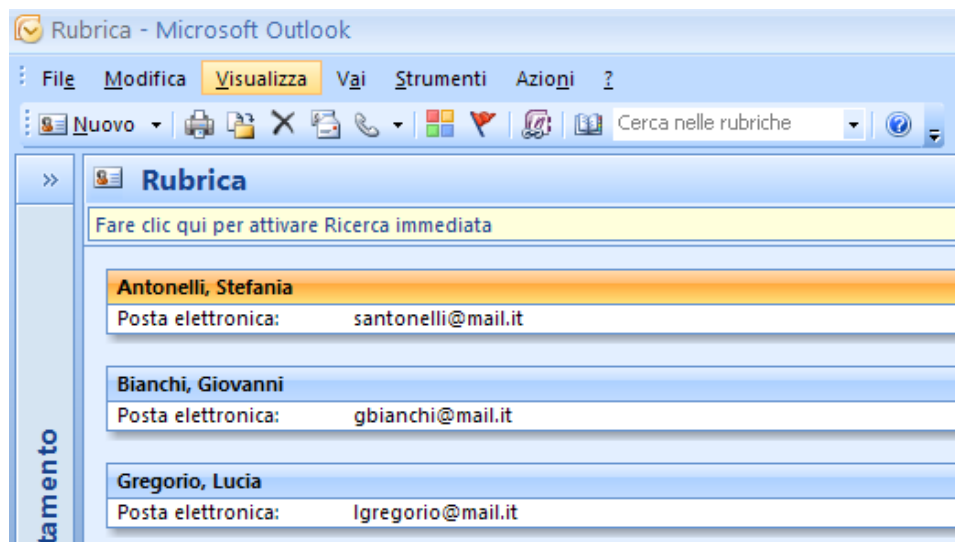 Rubrica - Microsoft Outlook
File Modifica Visualizza Vai Strumenti Azioni ?
Nuovo Cerca nelle rubriche
Rubrica
Fare clic qui per attivare Ricerca immediata
Antonelli, Stefania
Posta elettronica: santonelli@mail.it
Bianchi, Giovanni
Posta elettronica: gbianchi@mail.it
Gregorio, Lucia
Posta elettronica: lgregorio@mail.it